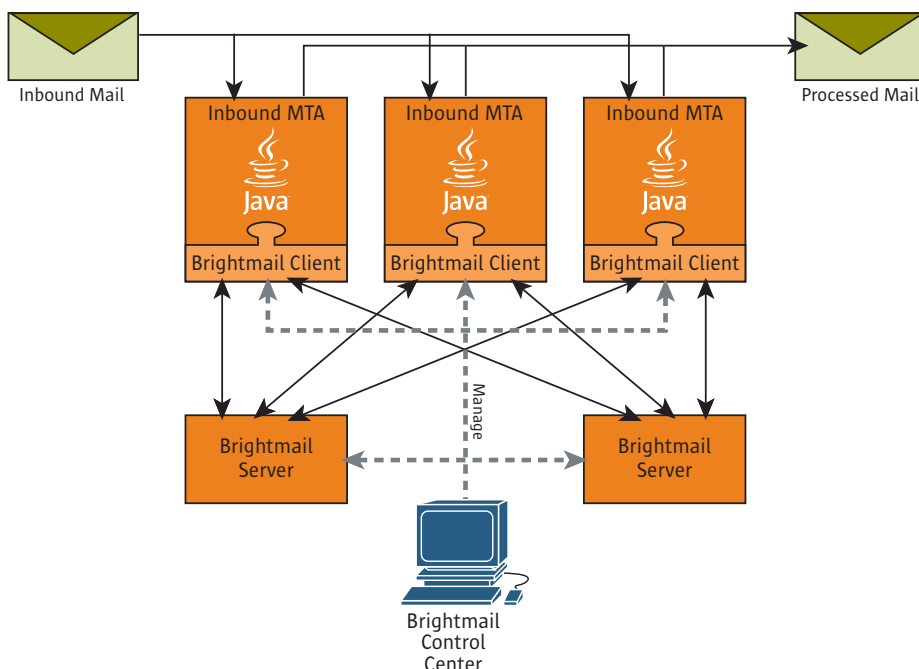 Inbound Mail
Processed Mail
Inbound MTA
Inbound MTA
Inbound MTA
Java
Java
Java
Brightmail Client
Brightmail Client
Brightmail Client
Manage
Brightmail
Server
Brightmail
Server
Brightmail
Control
Center